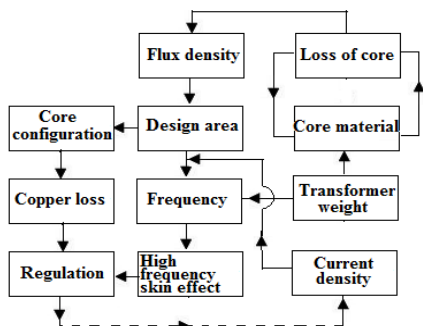 Flux density
Loss of core
Core
configuration
Design area
Core material
Copper loss
Frequency
Transformer
weight
Regulation
High
frequency
skin effect
Current
density